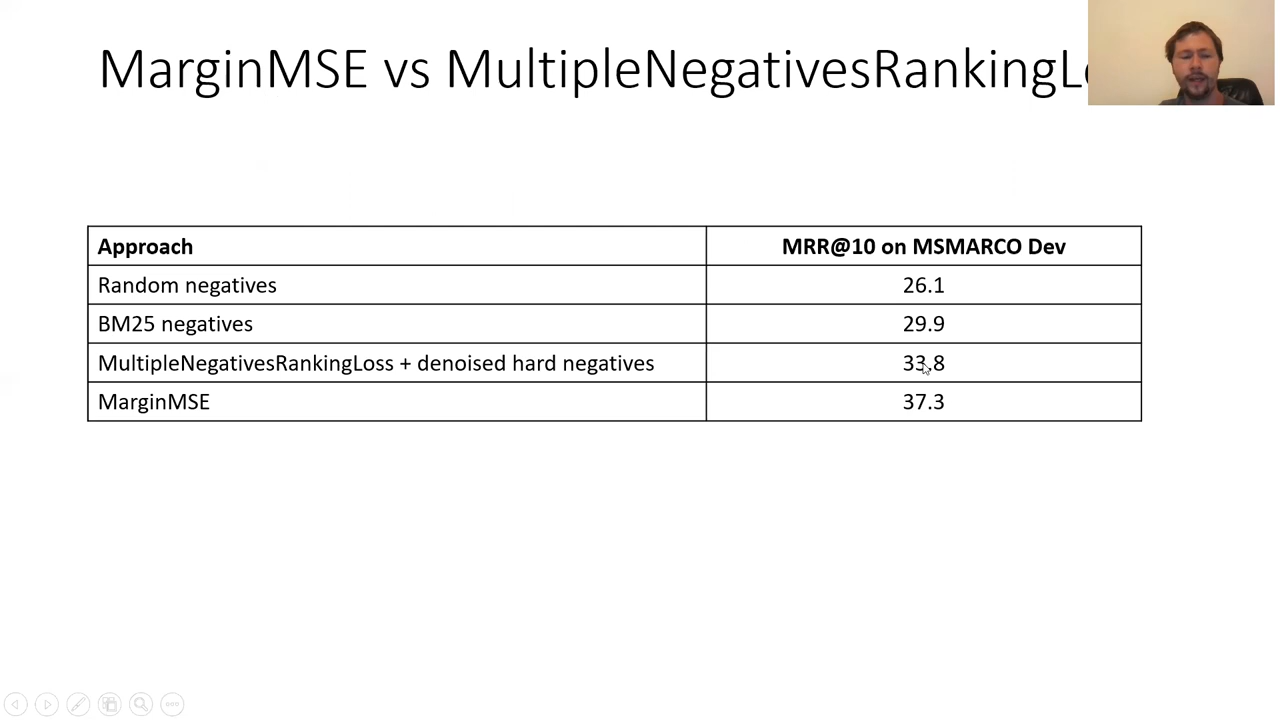 MarginMSE vs MultipleNegativesRankingLo
Approach MRR@10 on MSMARCO Dev
Random negatives 26.1
BM25 negatives 29.9
MultipleNegativesRankingLoss + denoised hard negatives 33.8
MarginMSE 37.3